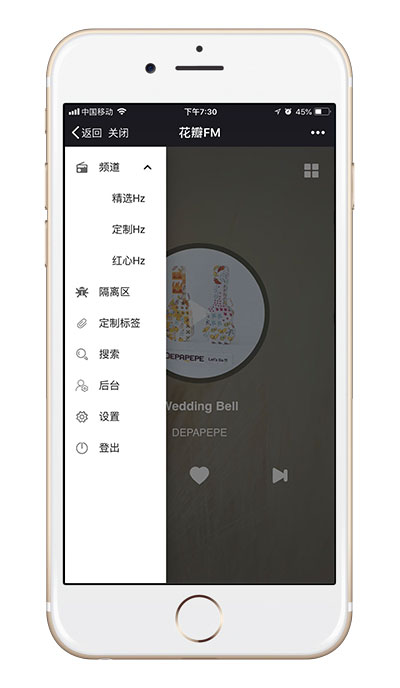 中国移动 下午7:30 45%
返回 关闭 花瓣FM
频道
精选Hz
定制Hz
红心Hz
隔离区
定制标签
搜索
后台
设置
登出
DEPAPEPE Let's Go!!!
Wedding Bell
DEPAPEPE